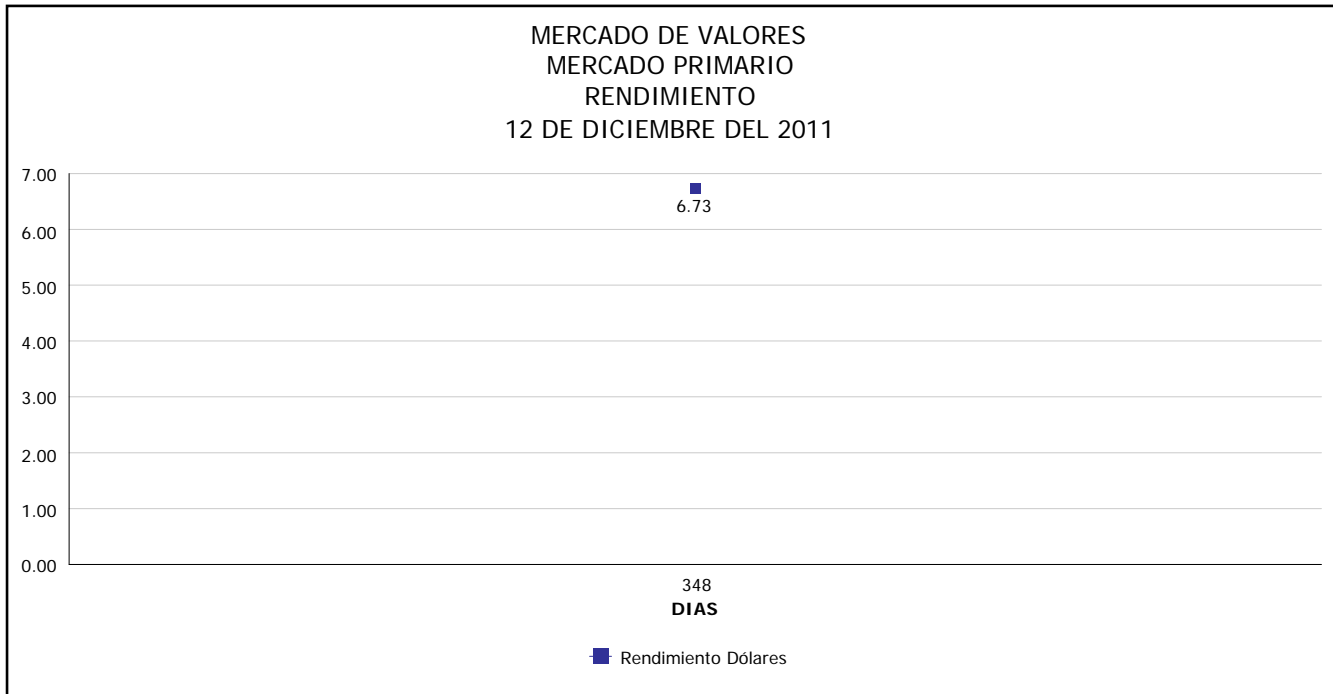 MERCADO DE VALORES
MERCADO PRIMARIO
RENDIMIENTO
12 DE DICIEMBRE DEL 2011
7.00
6.73
6.00
5.00
4.00
3.00
2.00
1.00
0.00
348
DIAS
Rendimiento Dólares